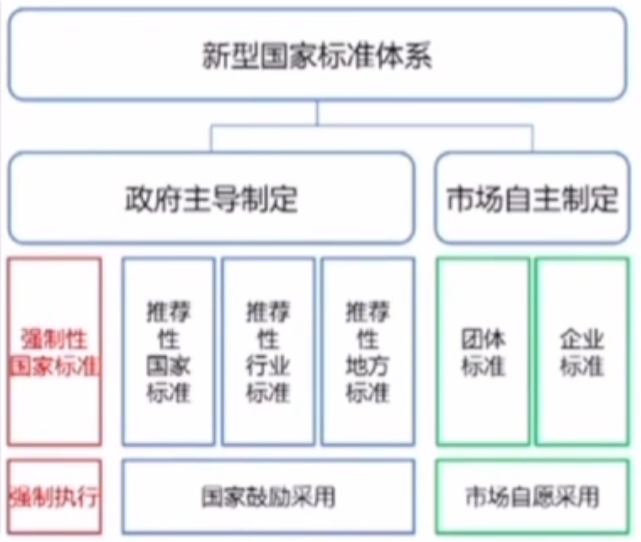 新型国家标准体系
政府主导制定
市场自主制定
强制性
国家标准
推荐
性
国家
标准
推荐
性
行业
标准
推荐
性
地方
标准
团体
标准
企业
标准
强制执行
国家鼓励采用
市场自愿采用